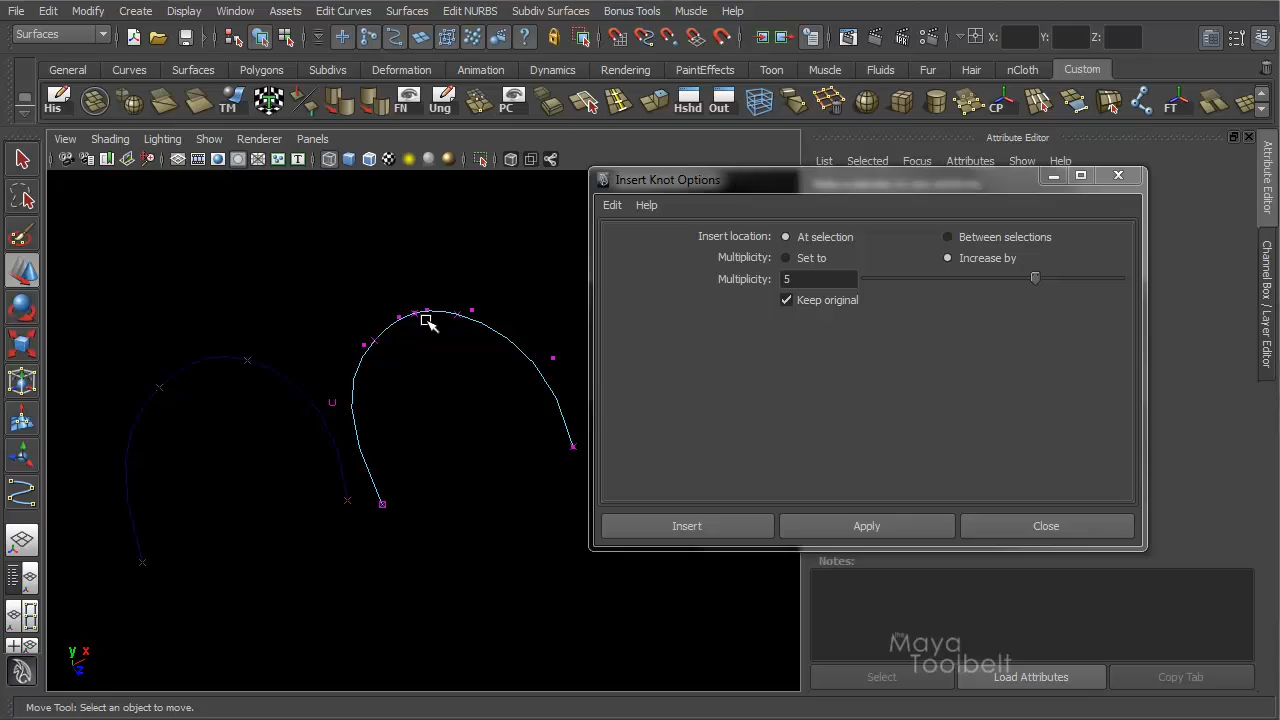 File Edit Modify Create Display Window Assets Edit Curves Surfaces Edit NURBS Subdiv Surfaces Bonus Tools Muscle Help
Surfaces X: Y: Z:
General Curves Surfaces Polygons Subdivs Deformation Animation Dynamics Rendering PaintEffects Toon Muscle Fluids Fur Hair nCloth Custom
His TM FN Ung PC Hshd Out CP FT
View Shading Lighting Show Renderer Panels
Attribute Editor
List Selected Focus Attributes Show Help
Insert Knot Options
Edit Help
Insert location: At selection Between selections
Multiplicity: Set to Increase by
Multiplicity: 5
Keep original
Insert Apply Close
Attribute Editor
Channel Box / Layer Editor
U
Notes:
Maya
Toolbelt
Select Load Attributes Copy Tab
y x
z
Move Tool: Select an object to move.